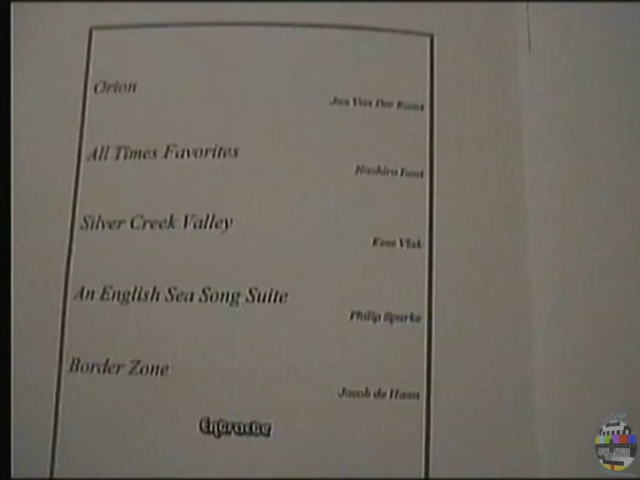 Orion
Jan Van Der Roost
All Times Favorites
Naohiro Iwai
Silver Creek Valley
Kees Vlak
An English Sea Song Suite
Philip Sparke
Border Zone
Jacob de Haan
Entracte